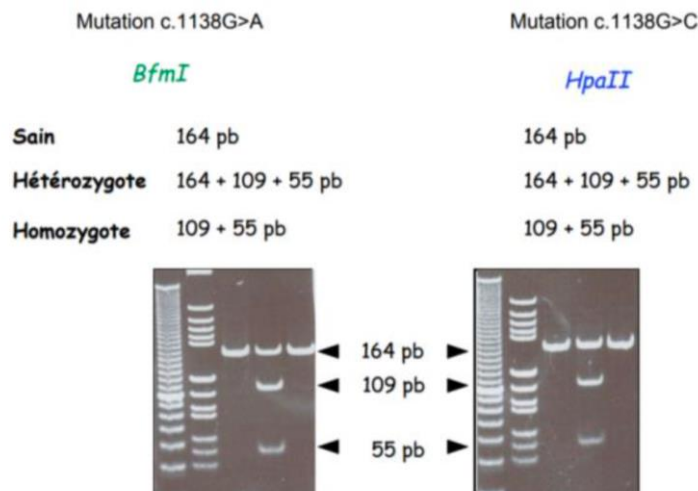 Mutation c.1138G>A
Mutation c.1138G>C
BfmI
HpaII
Sain 164 pb 164 pb
Hétérozygote 164 + 109 + 55 pb 164 + 109 + 55 pb
Homozygote 109 + 55 pb 109 + 55 pb
164 pb
109 pb
55 pb